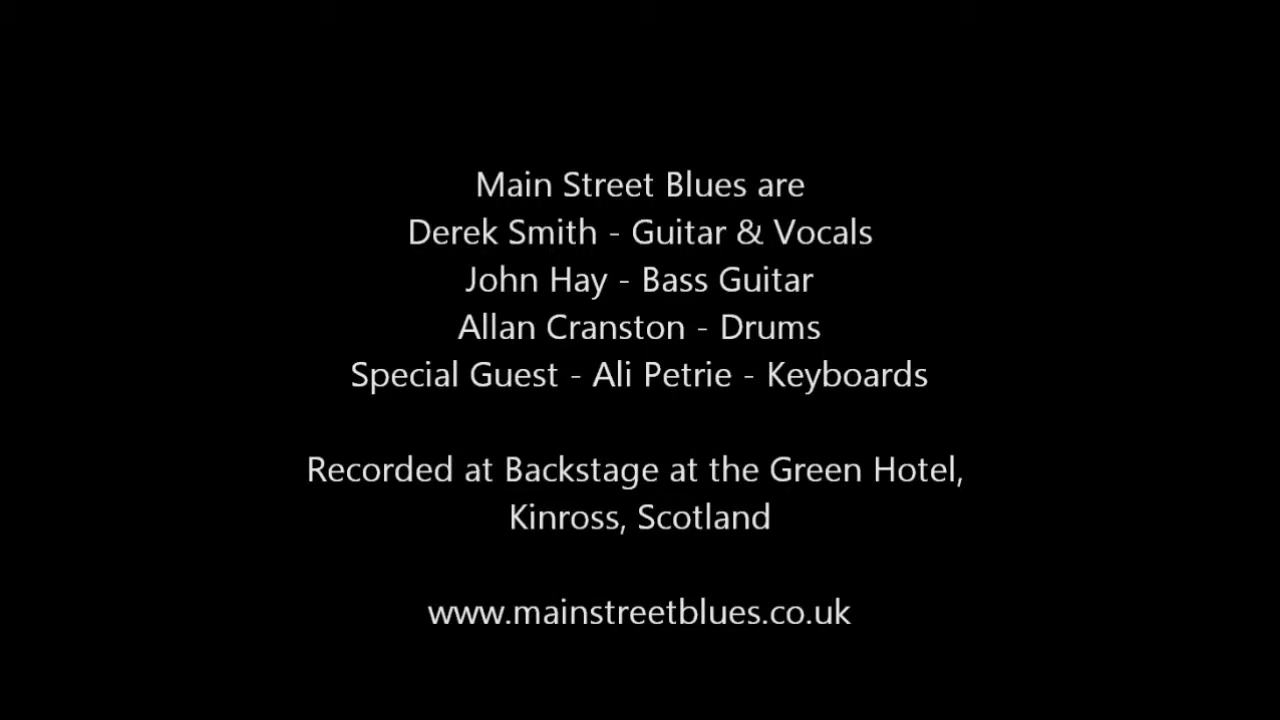 Main Street Blues are
Derek Smith - Guitar & Vocals
John Hay - Bass Guitar
Allan Cranston - Drums
Special Guest - Ali Petrie - Keyboards
Recorded at Backstage at the Green Hotel,
Kinross, Scotland
www.mainstreetblues.co.uk